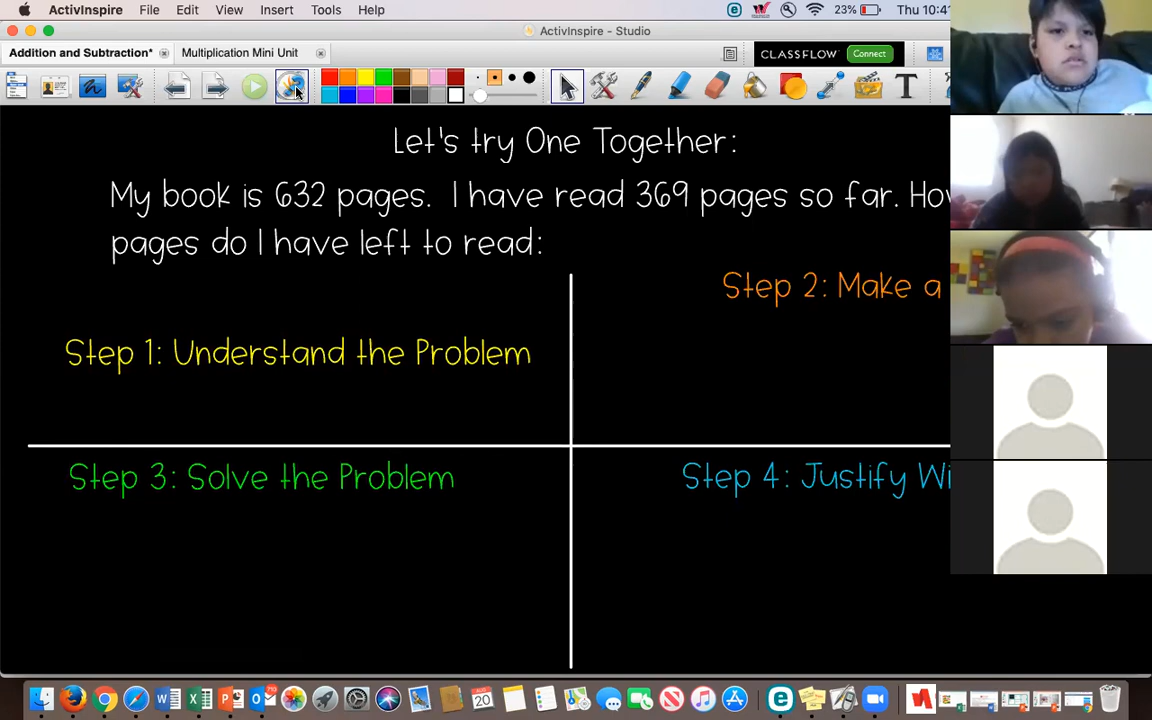 ActivInspire File Edit View Insert Tools Help 23% Thu 10:4
ActivInspire - Studio
Addition and Subtraction* Multiplication Mini Unit CLASSFLOW Connect
Let's try One Together:
My book is 632 pages. I have read 369 pages so far. Ho
pages do I have left to read:
Step 2: Make a
Step 1: Understand the Problem
Step 3: Solve the Problem
Step 4: Justify Wi
AUG
20